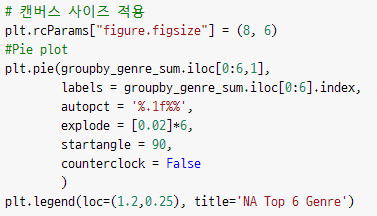 # 캔버스 사이즈 적용
plt.rcParams["figure.figsize"] = (8, 6)
#Pie plot
plt.pie(groupby_genre_sum.iloc[0:6,1],
labels = groupby_genre_sum.iloc[0:6].index,
autopct = '%.1f%%',
explode = [0.02]*6,
startangle = 90,
counterclock = False
)
plt.legend(loc=(1.2,0.25), title='NA Top 6 Genre')